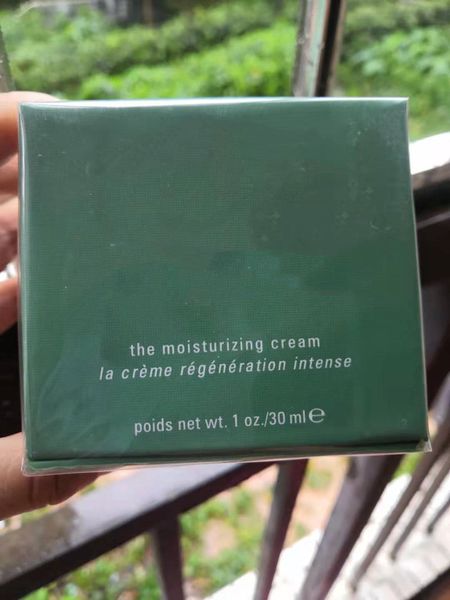 the moisturizing cream
la crème régénération intense
poids net wt. 1 oz./30 ml ℮